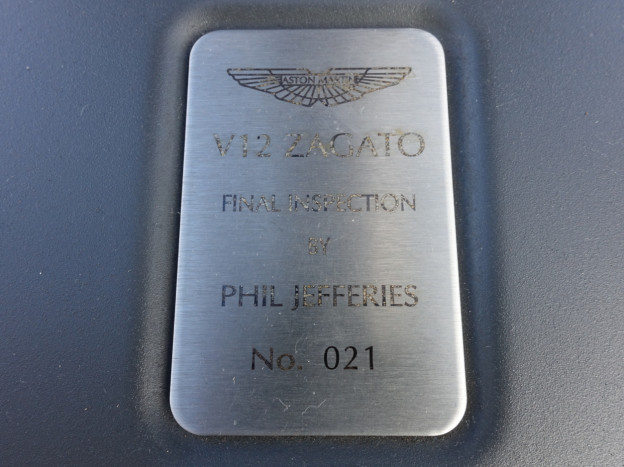 ASTON MARTIN
V12 ZAGATO
FINAL INSPECTION
BY
PHIL JEFFERIES
No. 021